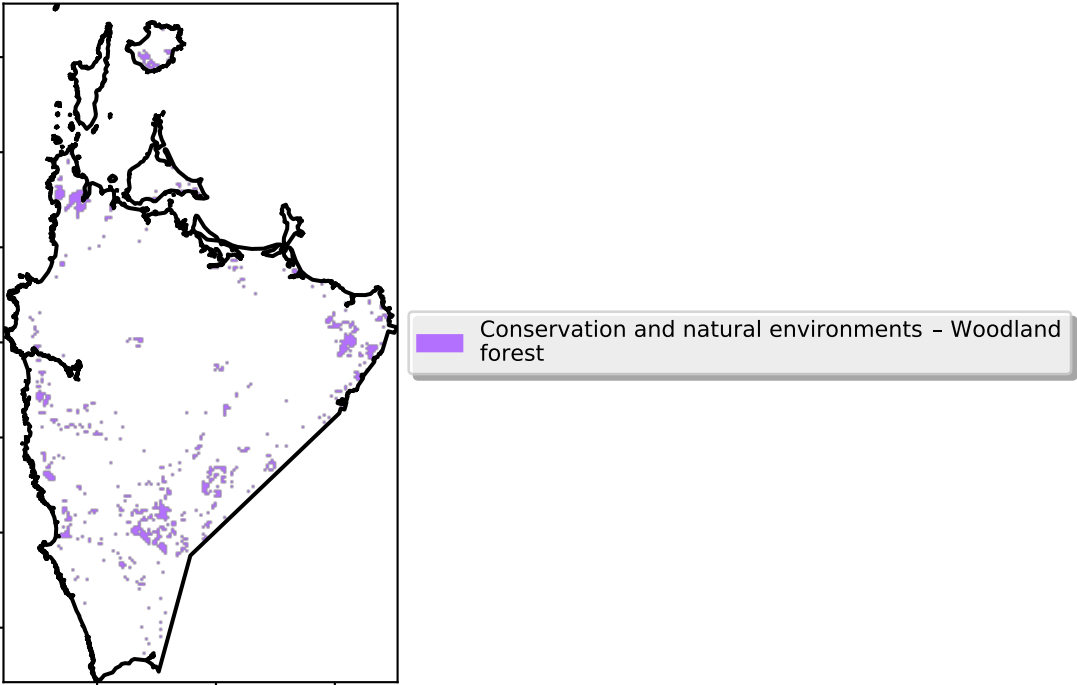 Conservation and natural environments – Woodland
forest